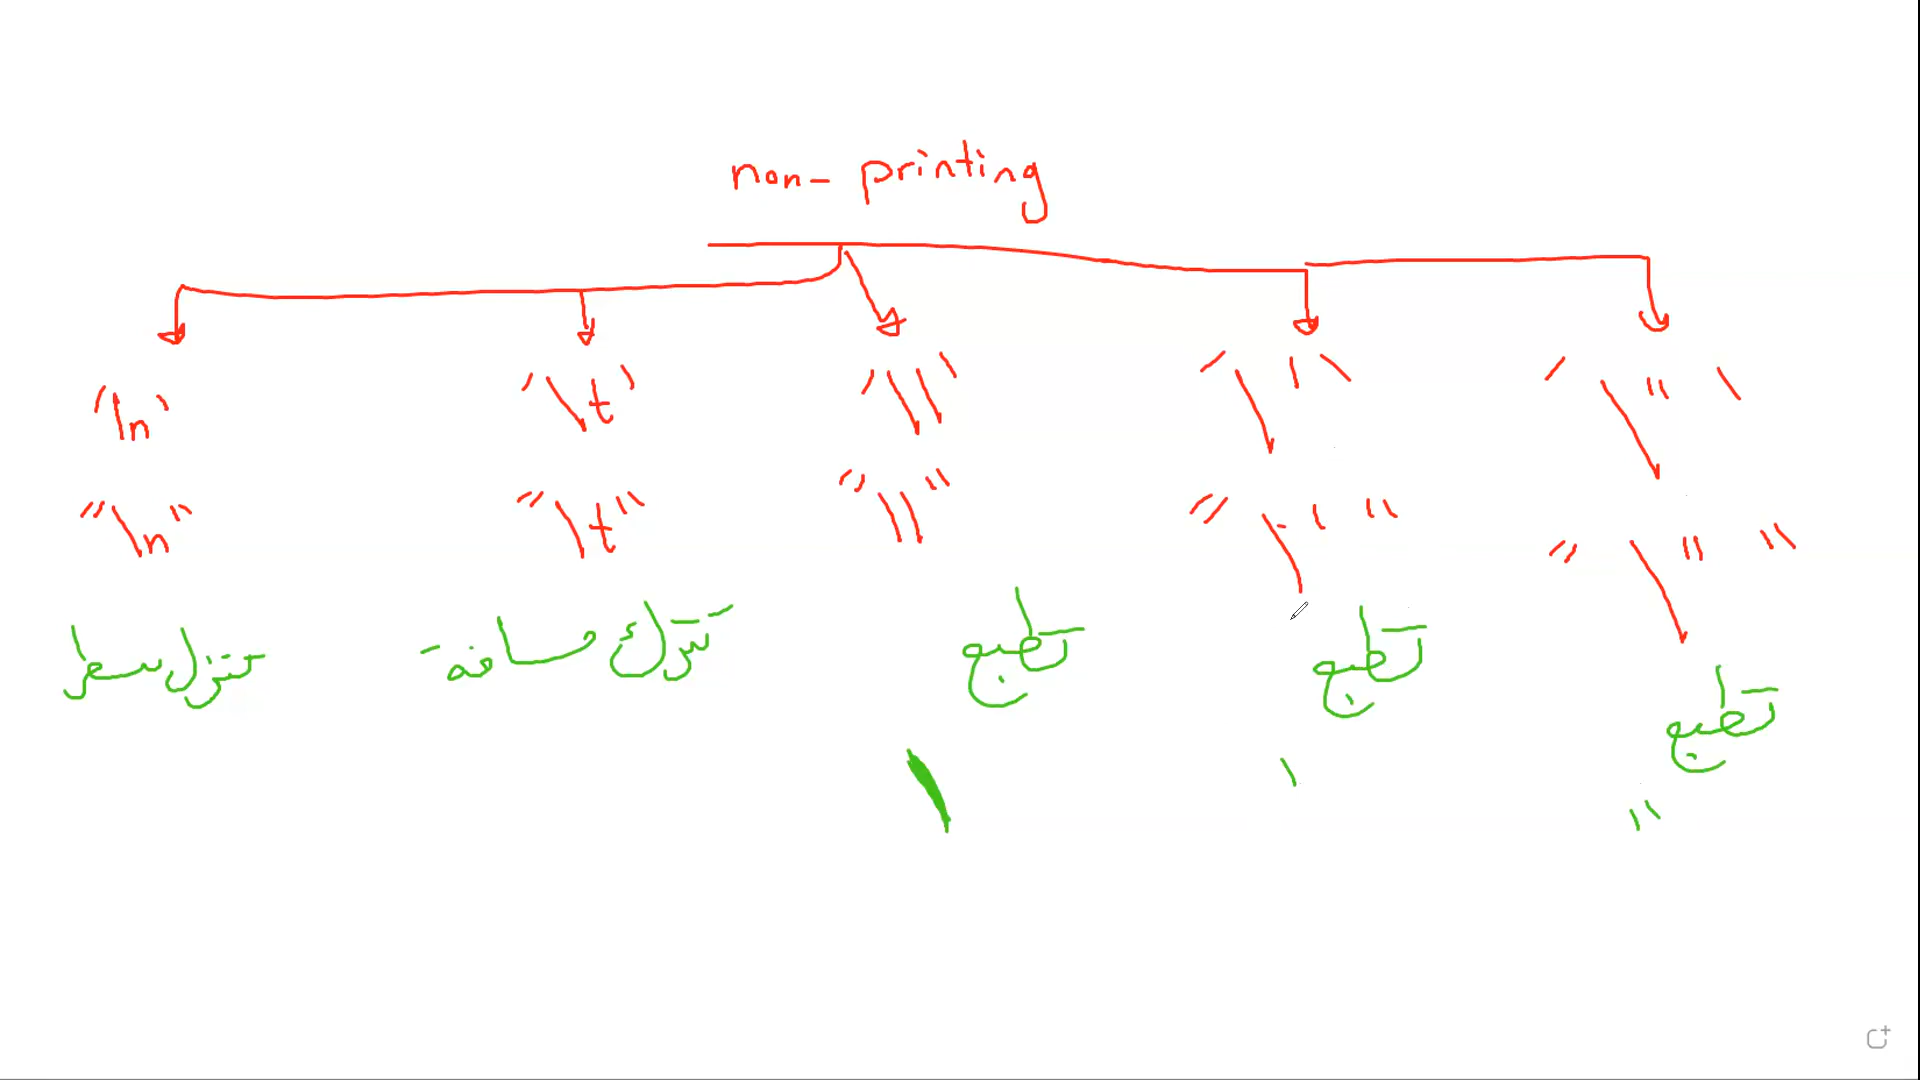 non-printing
'\n' '\t' '\\' '\'' '\"'
"\n" "\t" "\\" "\'" "\""
تنزل سطر تترك مسافة تطبع تطبع تطبع
\ ' "